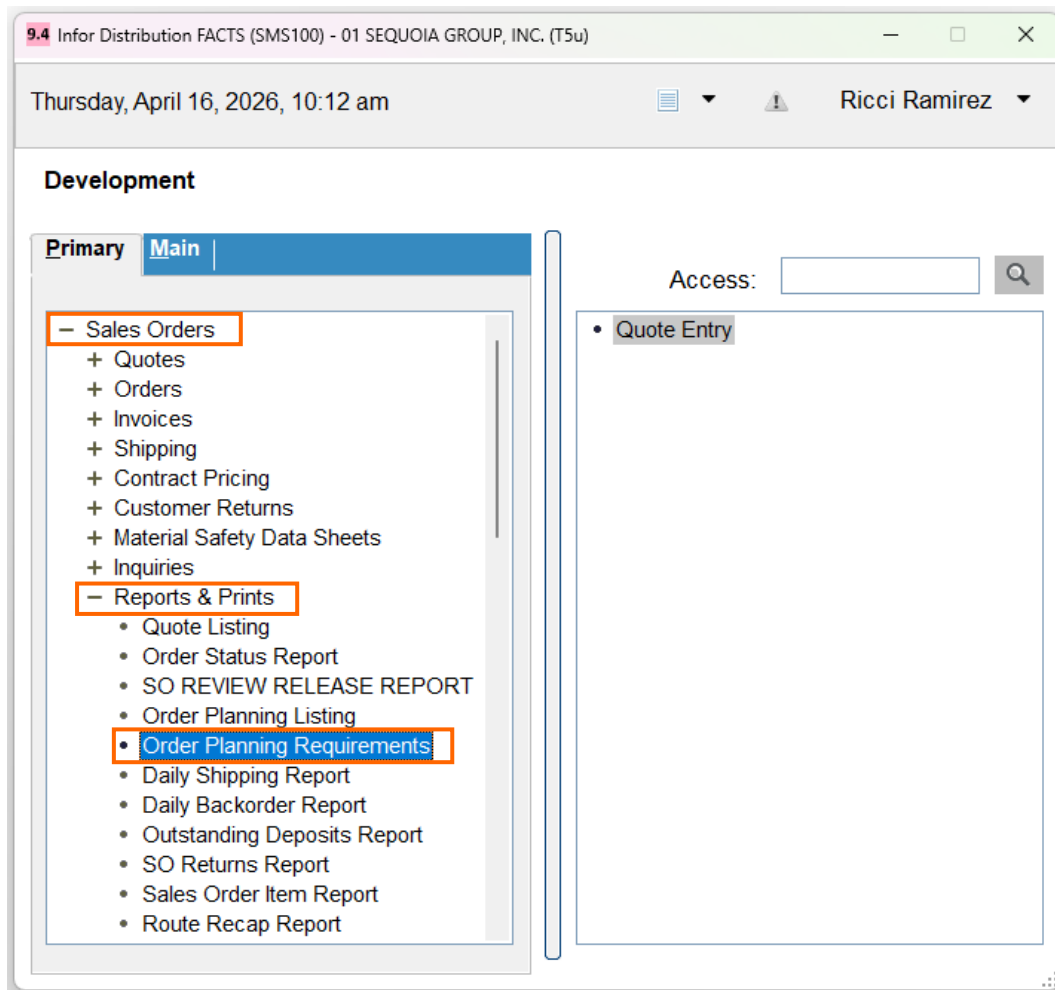 9.4 Infor Distribution FACTS (SMS100) - 01 SEQUOIA GROUP, INC. (T5u)
Thursday, April 16, 2026, 10:12 am
Ricci Ramirez
Development
Primary Main
Access:
− Sales Orders
+ Quotes
+ Orders
+ Invoices
+ Shipping
+ Contract Pricing
+ Customer Returns
+ Material Safety Data Sheets
+ Inquiries
− Reports & Prints
• Quote Listing
• Order Status Report
• SO REVIEW RELEASE REPORT
• Order Planning Listing
• Order Planning Requirements
• Daily Shipping Report
• Daily Backorder Report
• Outstanding Deposits Report
• SO Returns Report
• Sales Order Item Report
• Route Recap Report
• Quote Entry